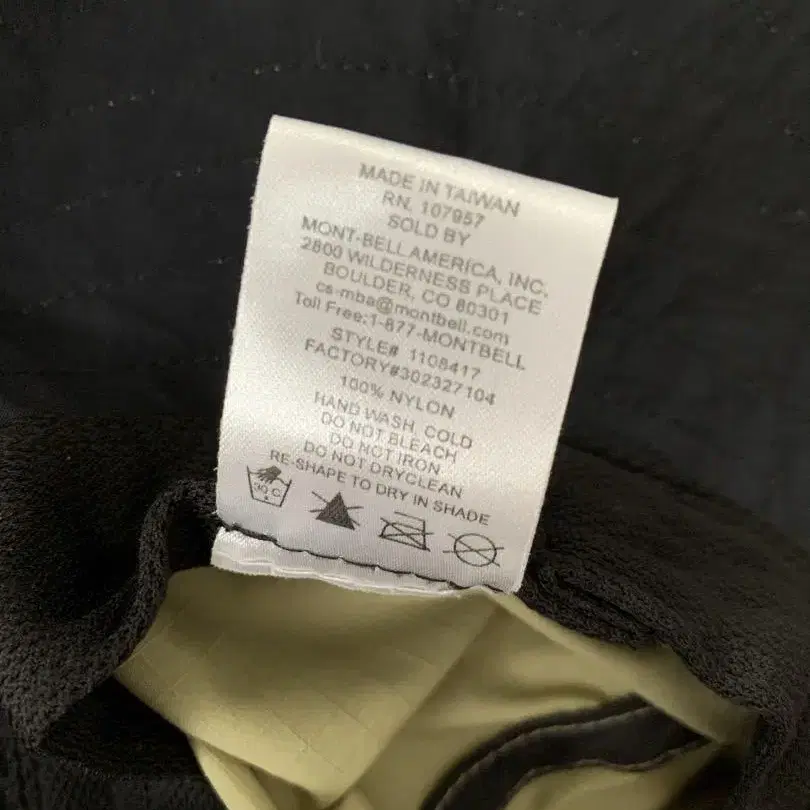 MADE IN TAIWAN
RN. 107957
SOLD BY
MONT-BELL AMERICA, INC.
2800 WILDERNESS PLACE
BOULDER, CO 80301
cs-mba@montbell.com
Toll Free:1-877-MONTBELL
STYLE# 1108417
FACTORY#302327104
100% NYLON
HAND WASH, COLD
DO NOT BLEACH
DO NOT IRON
DO NOT DRYCLEAN
RE-SHAPE TO DRY IN SHADE
30 C